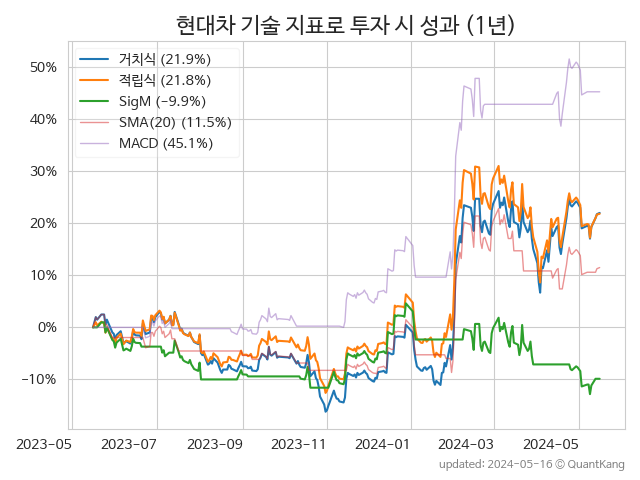 현대차 기술 지표로 투자 시 성과 (1년)
거치식 (21.9%)
적립식 (21.8%)
SigM (−9.9%)
SMA(20) (11.5%)
MACD (45.1%)
50%
40%
30%
20%
10%
0%
−10%
2023-05 2023-07 2023-09 2023-11 2024-01 2024-03 2024-05
updated: 2024-05-16 © QuantKang